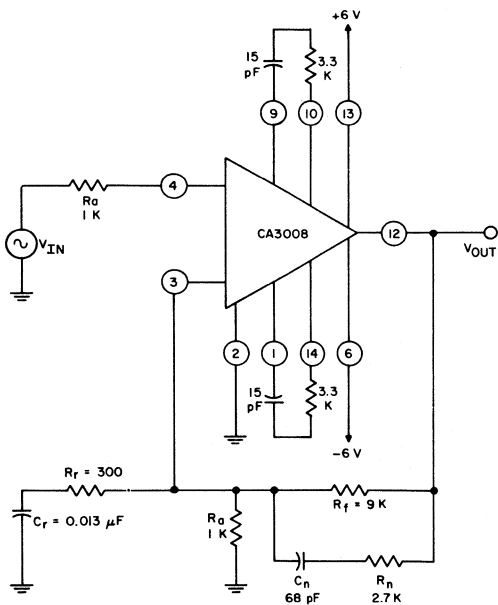 +6 V
15
pF
3.3
K
9
10
13
4
Ra
1 K
CA3008
12
VIN
VOUT
3
2
1
14
6
15
pF
3.3
K
-6 V
Rr = 300
Rf = 9 K
Cr = 0.013 μF
Ra
1 K
Cn
68 pF
Rn
2.7 K